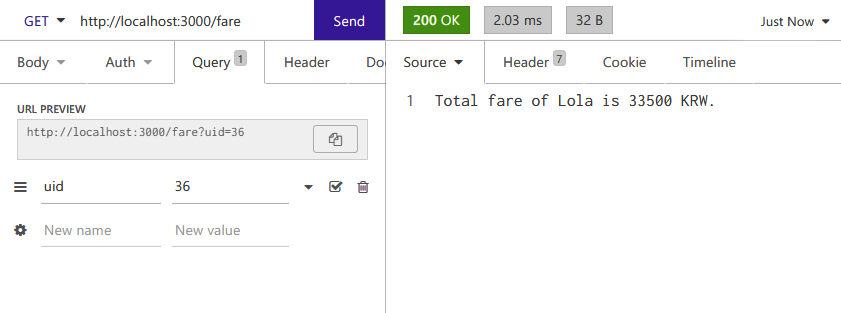 GET http://localhost:3000/fare Send 200 OK 2.03 ms 32 B Just Now
Body Auth Query 1 Header Do
Source Header 7 Cookie Timeline
URL PREVIEW
http://localhost:3000/fare?uid=36
uid 36
New name New value
1 Total fare of Lola is 33500 KRW.